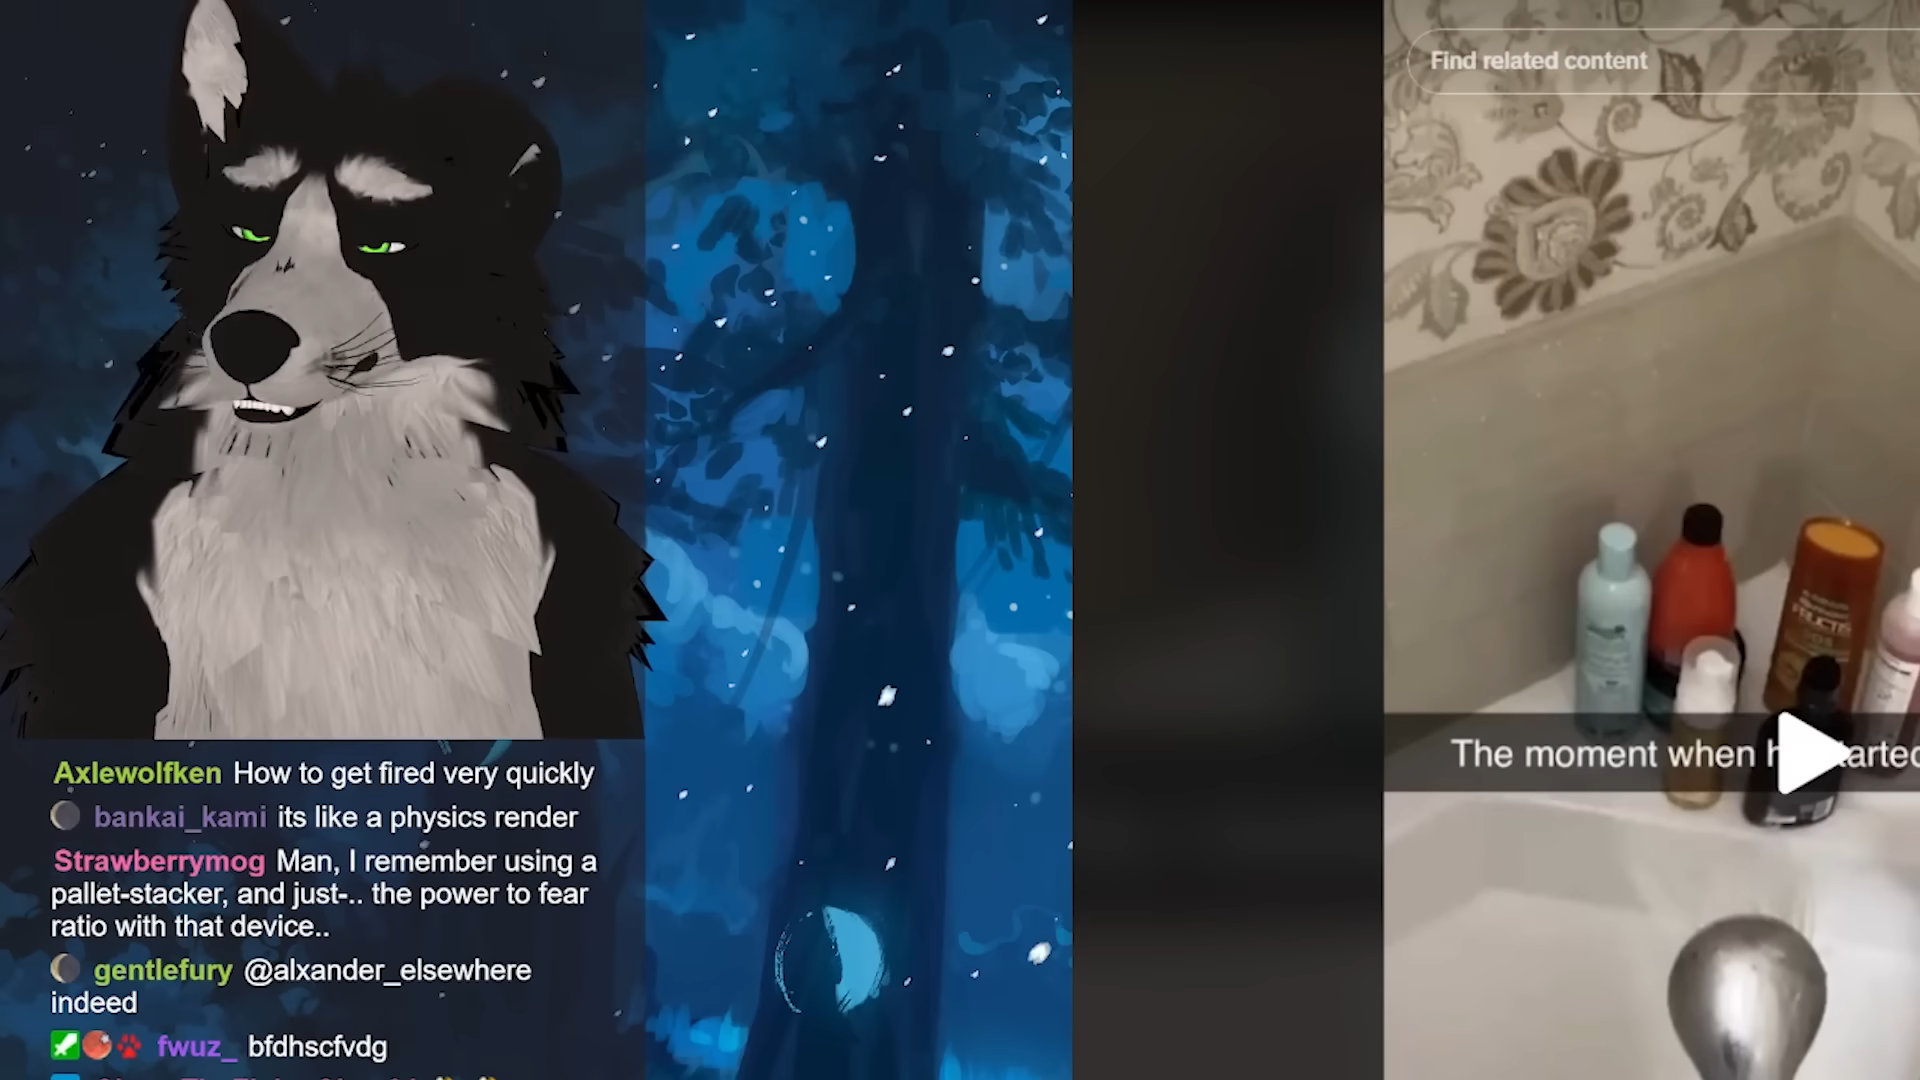 Find related content
The moment when h
Axlewolfken How to get fired very quickly
bankai_kami its like a physics render
Strawberrymog Man, I remember using a
pallet-stacker, and just-.. the power to fear
ratio with that device..
gentlefury @alxander_elsewhere
indeed
fwuz_ bfdhscfvdg